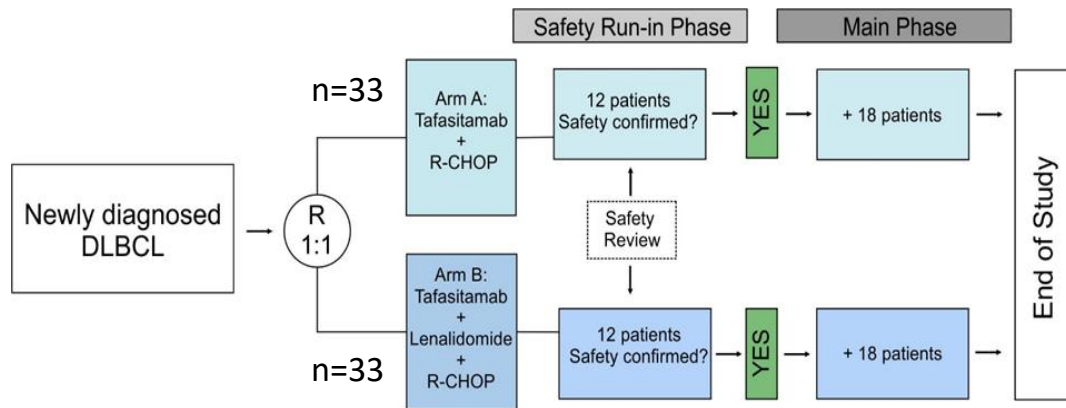 Safety Run-in Phase
Main Phase
n=33
Arm A:
Tafasitamab
+
R-CHOP
12 patients
Safety confirmed?
YES
+ 18 patients
Newly diagnosed
DLBCL
R
1:1
Safety
Review
End of Study
Arm B:
Tafasitamab
+
Lenalidomide
+
R-CHOP
n=33
12 patients
Safety confirmed?
YES
+ 18 patients